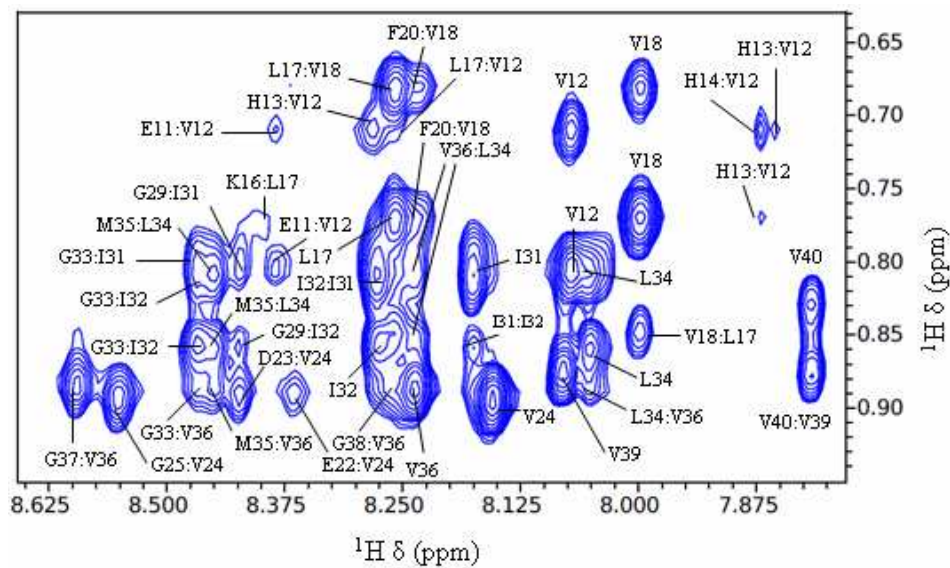 F20:V18
V18
H13:V12
L17:V18
L17:V12
V12
H14:V12
H13:V12
E11:V12
F20:V18
V36:L34
V18
H13:V12
K16:L17
G29:I31
E11:V12
V12
M35:L34
L17
I31
L34
V40
G33:I31
I32:I31
G33:I32
M35:L34
I31:I32
V18:L17
G33:I32
G29:I32
D23:V24
I32
L34
V24
L34:V36
G33:V36
M35:V36
G38:V36
V40:V39
G37:V36
G25:V24
E22:V24
V36
V39
0.65
0.70
0.75
0.80
0.85
0.90
¹H δ (ppm)
8.625 8.500 8.375 8.250 8.125 8.000 7.875
¹H δ (ppm)